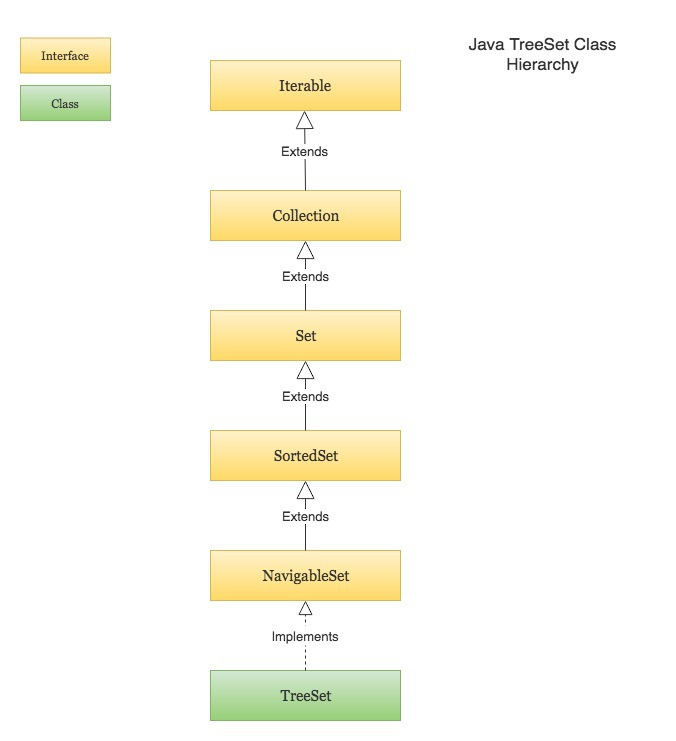 Interface
Class
Java TreeSet Class
Hierarchy
Iterable
Extends
Collection
Extends
Set
Extends
SortedSet
Extends
NavigableSet
Implements
TreeSet